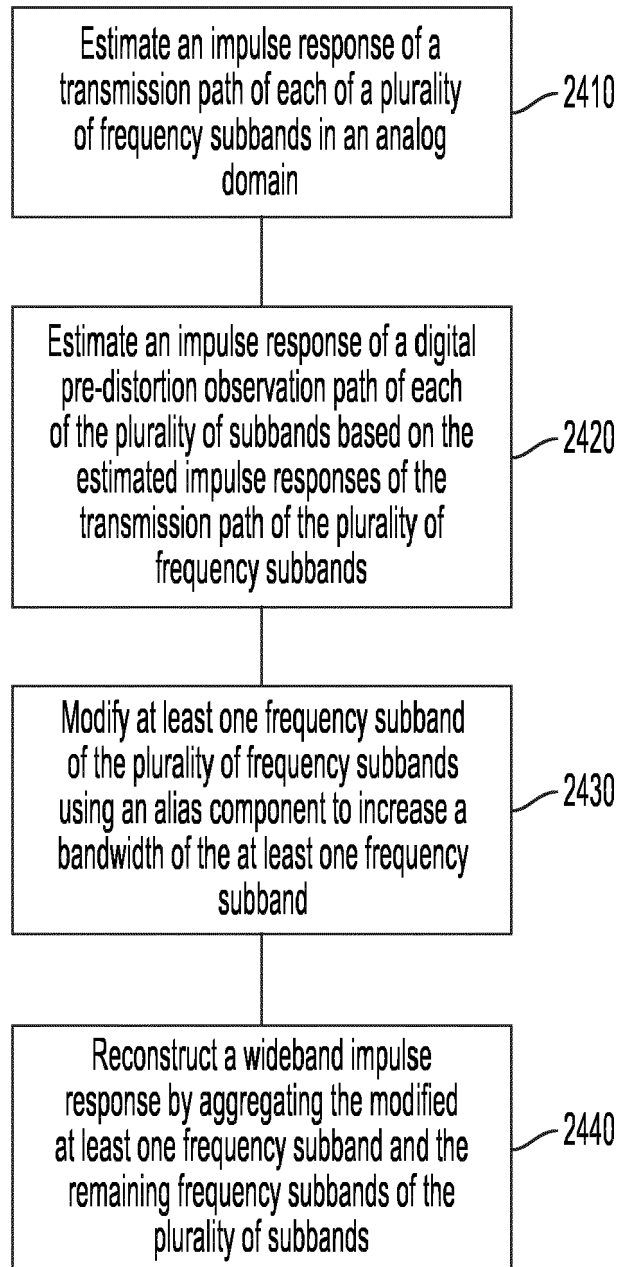 Estimate an impulse response of a
transmission path of each of a plurality
of frequency subbands in an analog
domain
2410
Estimate an impulse response of a digital
pre-distortion observation path of each
of the plurality of subbands based on the
estimated impulse responses of the
transmission path of the plurality of
frequency subbands
2420
Modify at least one frequency subband
of the plurality of frequency subbands
using an alias component to increase a
bandwidth of the at least one frequency
subband
2430
Reconstruct a wideband impulse
response by aggregating the modified
at least one frequency subband and the
remaining frequency subbands of the
plurality of subbands
2440